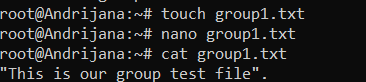 root@Andrijana:~# touch group1.txt
root@Andrijana:~# nano group1.txt
root@Andrijana:~# cat group1.txt
"This is our group test file".